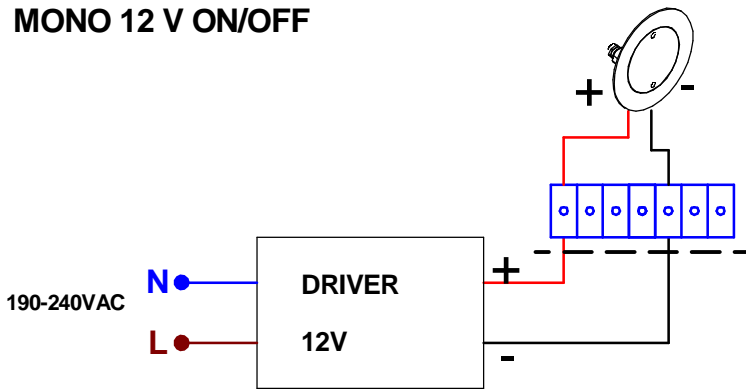 MONO 12 V ON/OFF
+ -
190-240VAC
N
L
DRIVER
12V
+
-